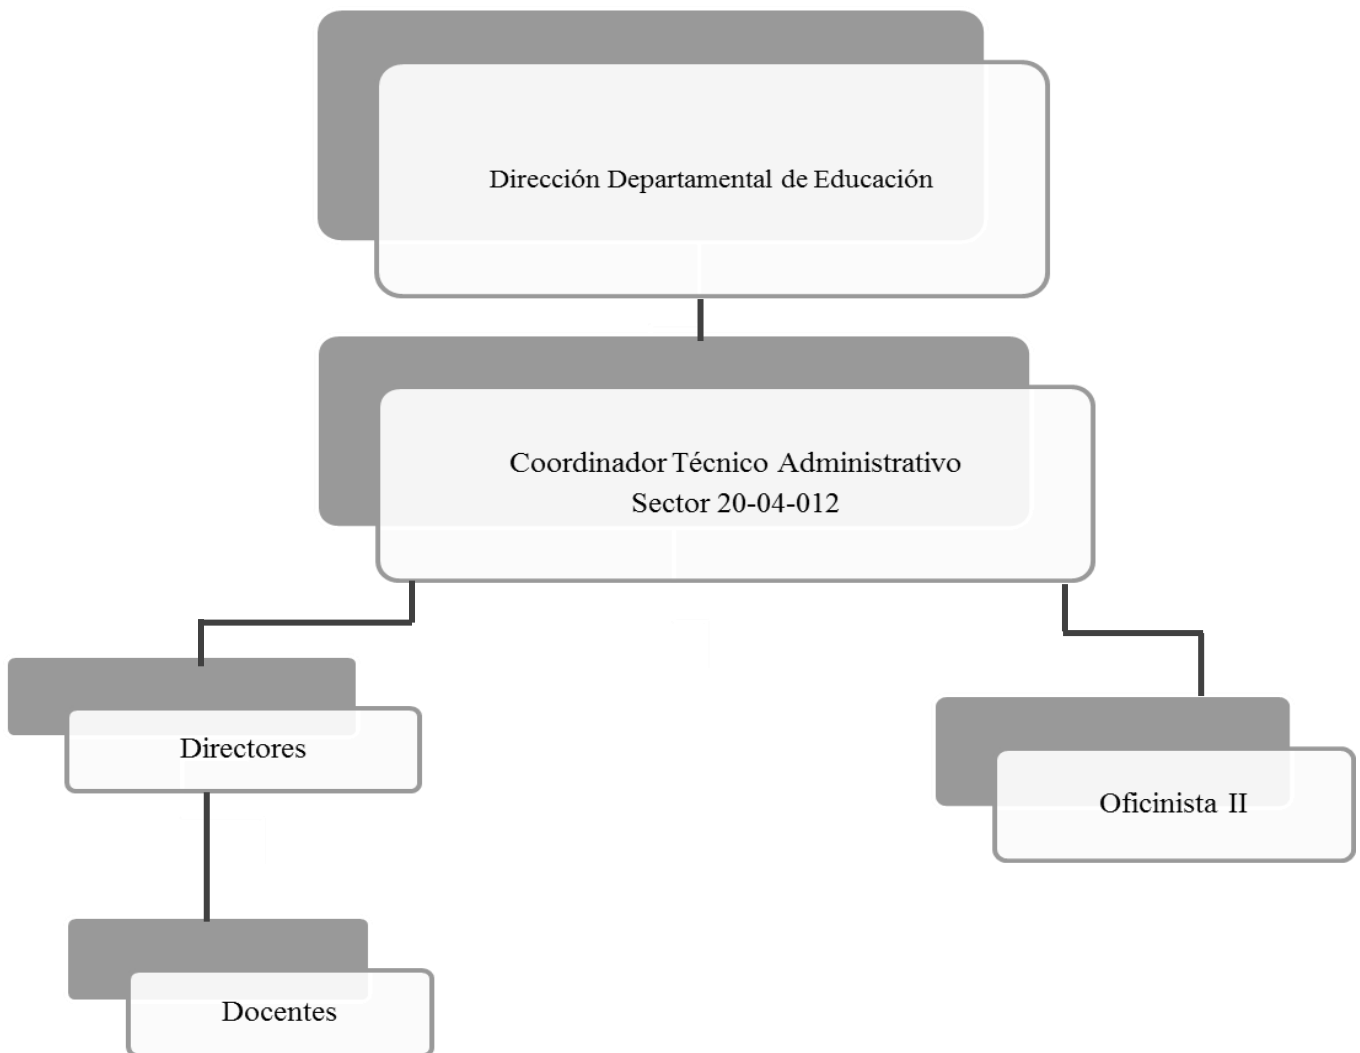 Dirección Departamental de Educación
Coordinador Técnico Administrativo
Sector 20-04-012
Directores
Oficinista II
Docentes